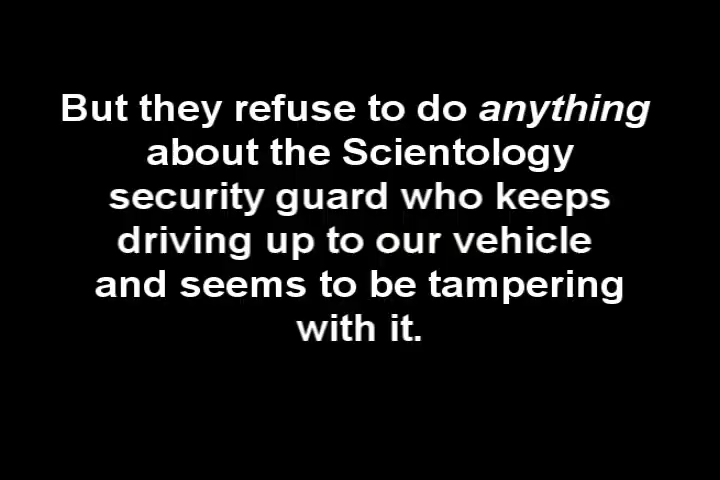 But they refuse to do anything
about the Scientology
security guard who keeps
driving up to our vehicle
and seems to be tampering
with it.